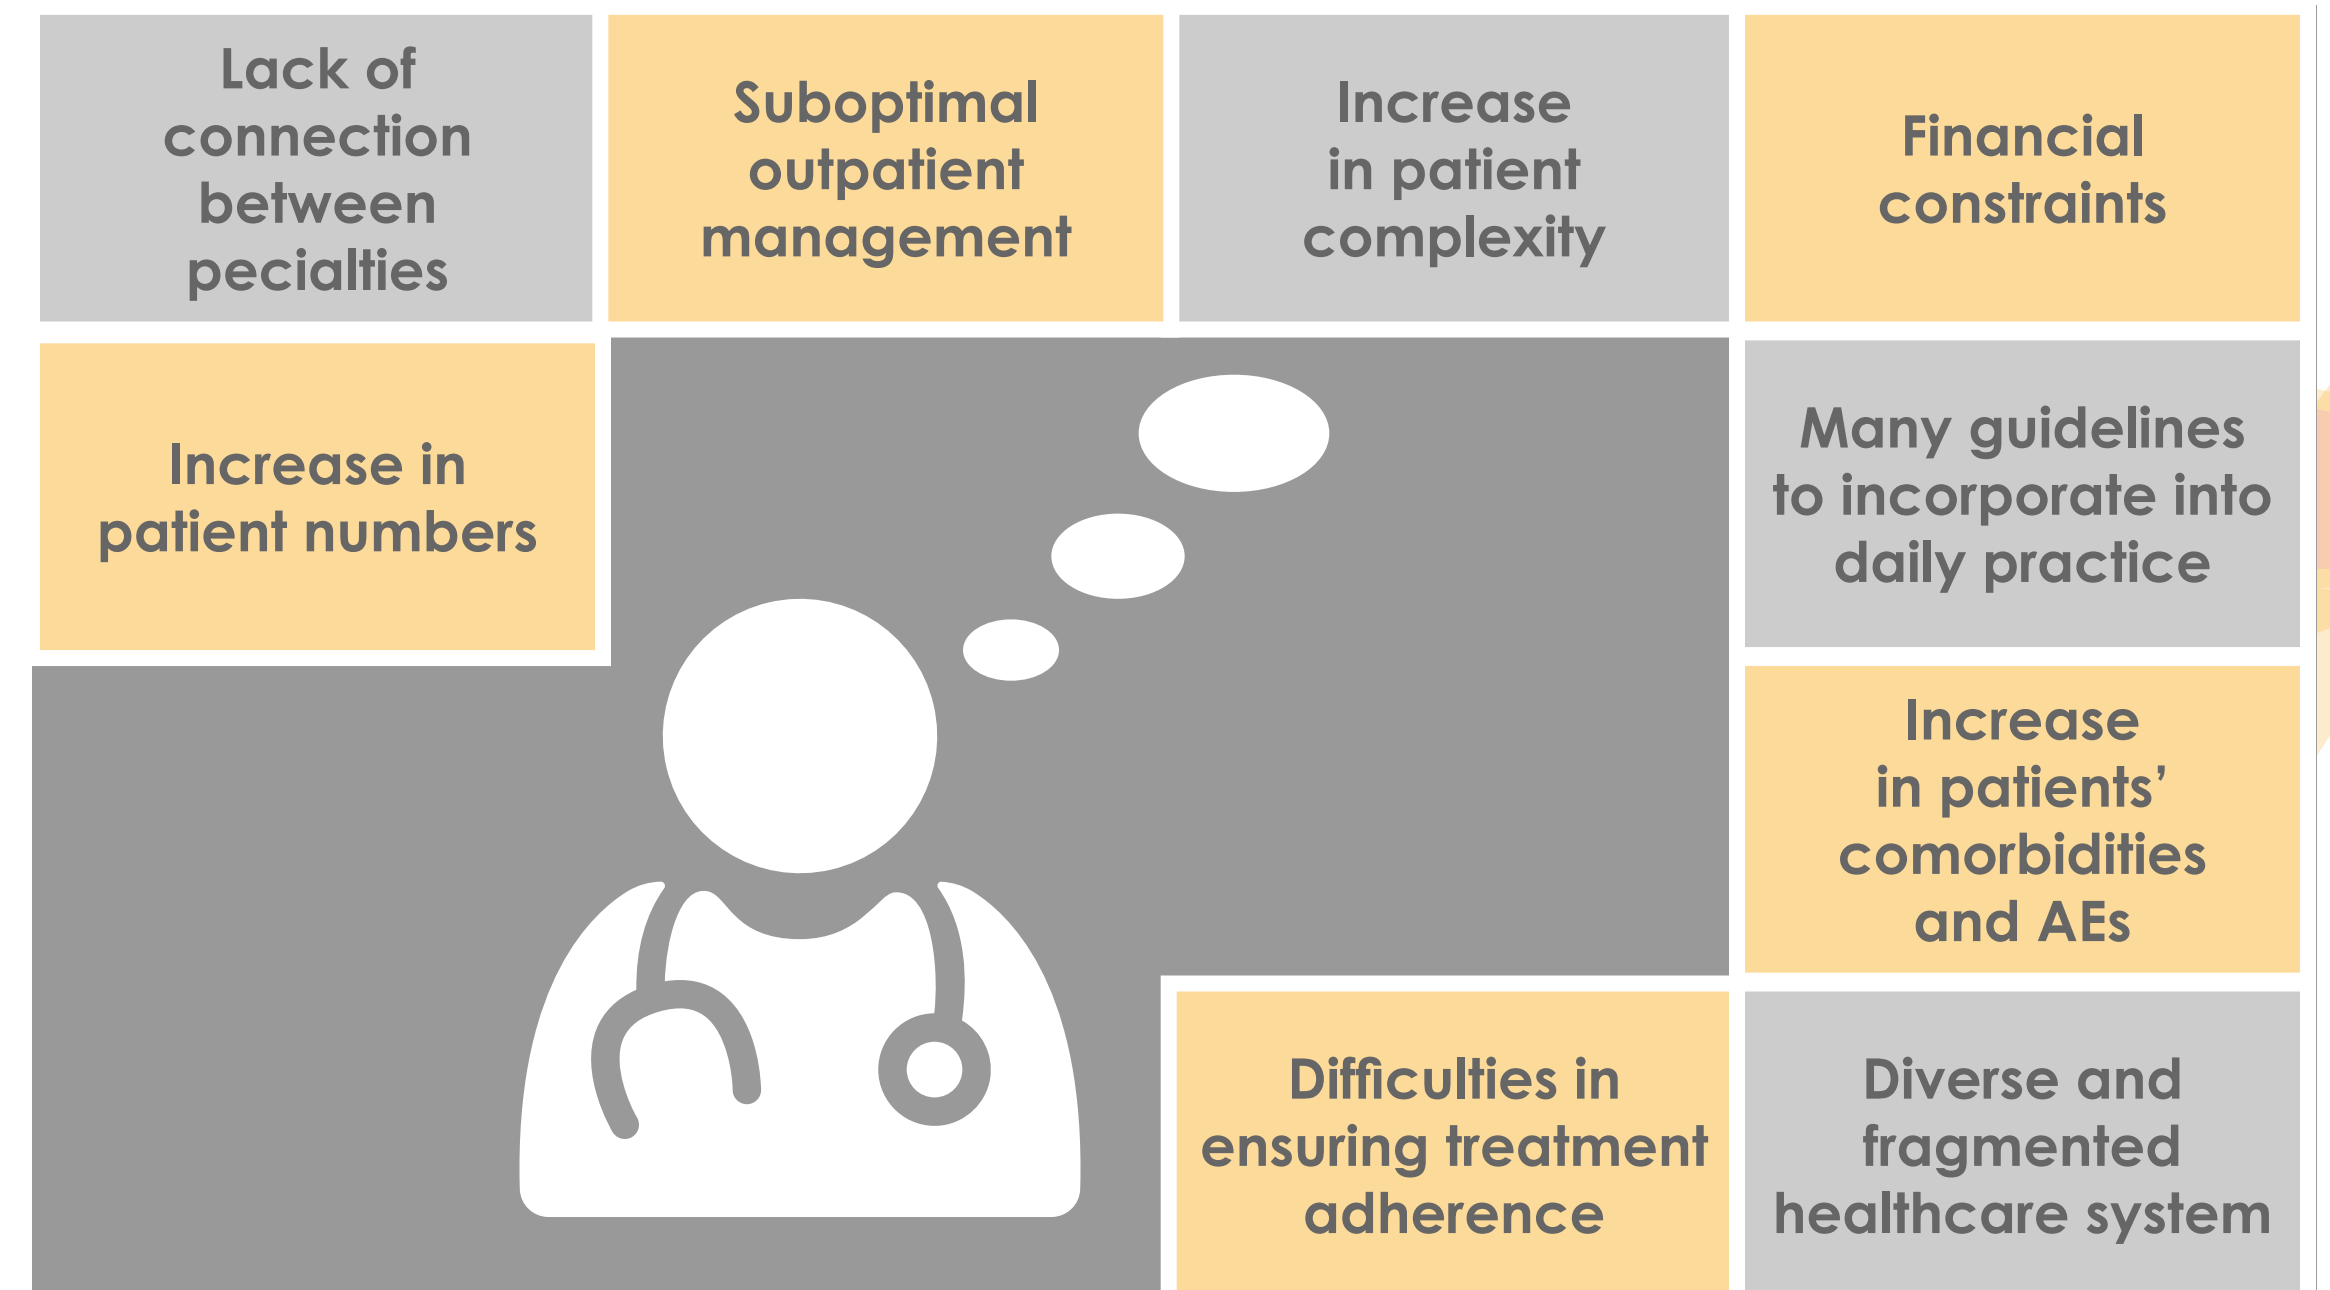 Lack of
connection
between
pecialties
Suboptimal
outpatient
management
Increase
in patient
complexity
Financial
constraints
Increase in
patient numbers
Many guidelines
to incorporate into
daily practice
Increase
in patients’
comorbidities
and AEs
Difficulties in
ensuring treatment
adherence
Diverse and
fragmented
healthcare system